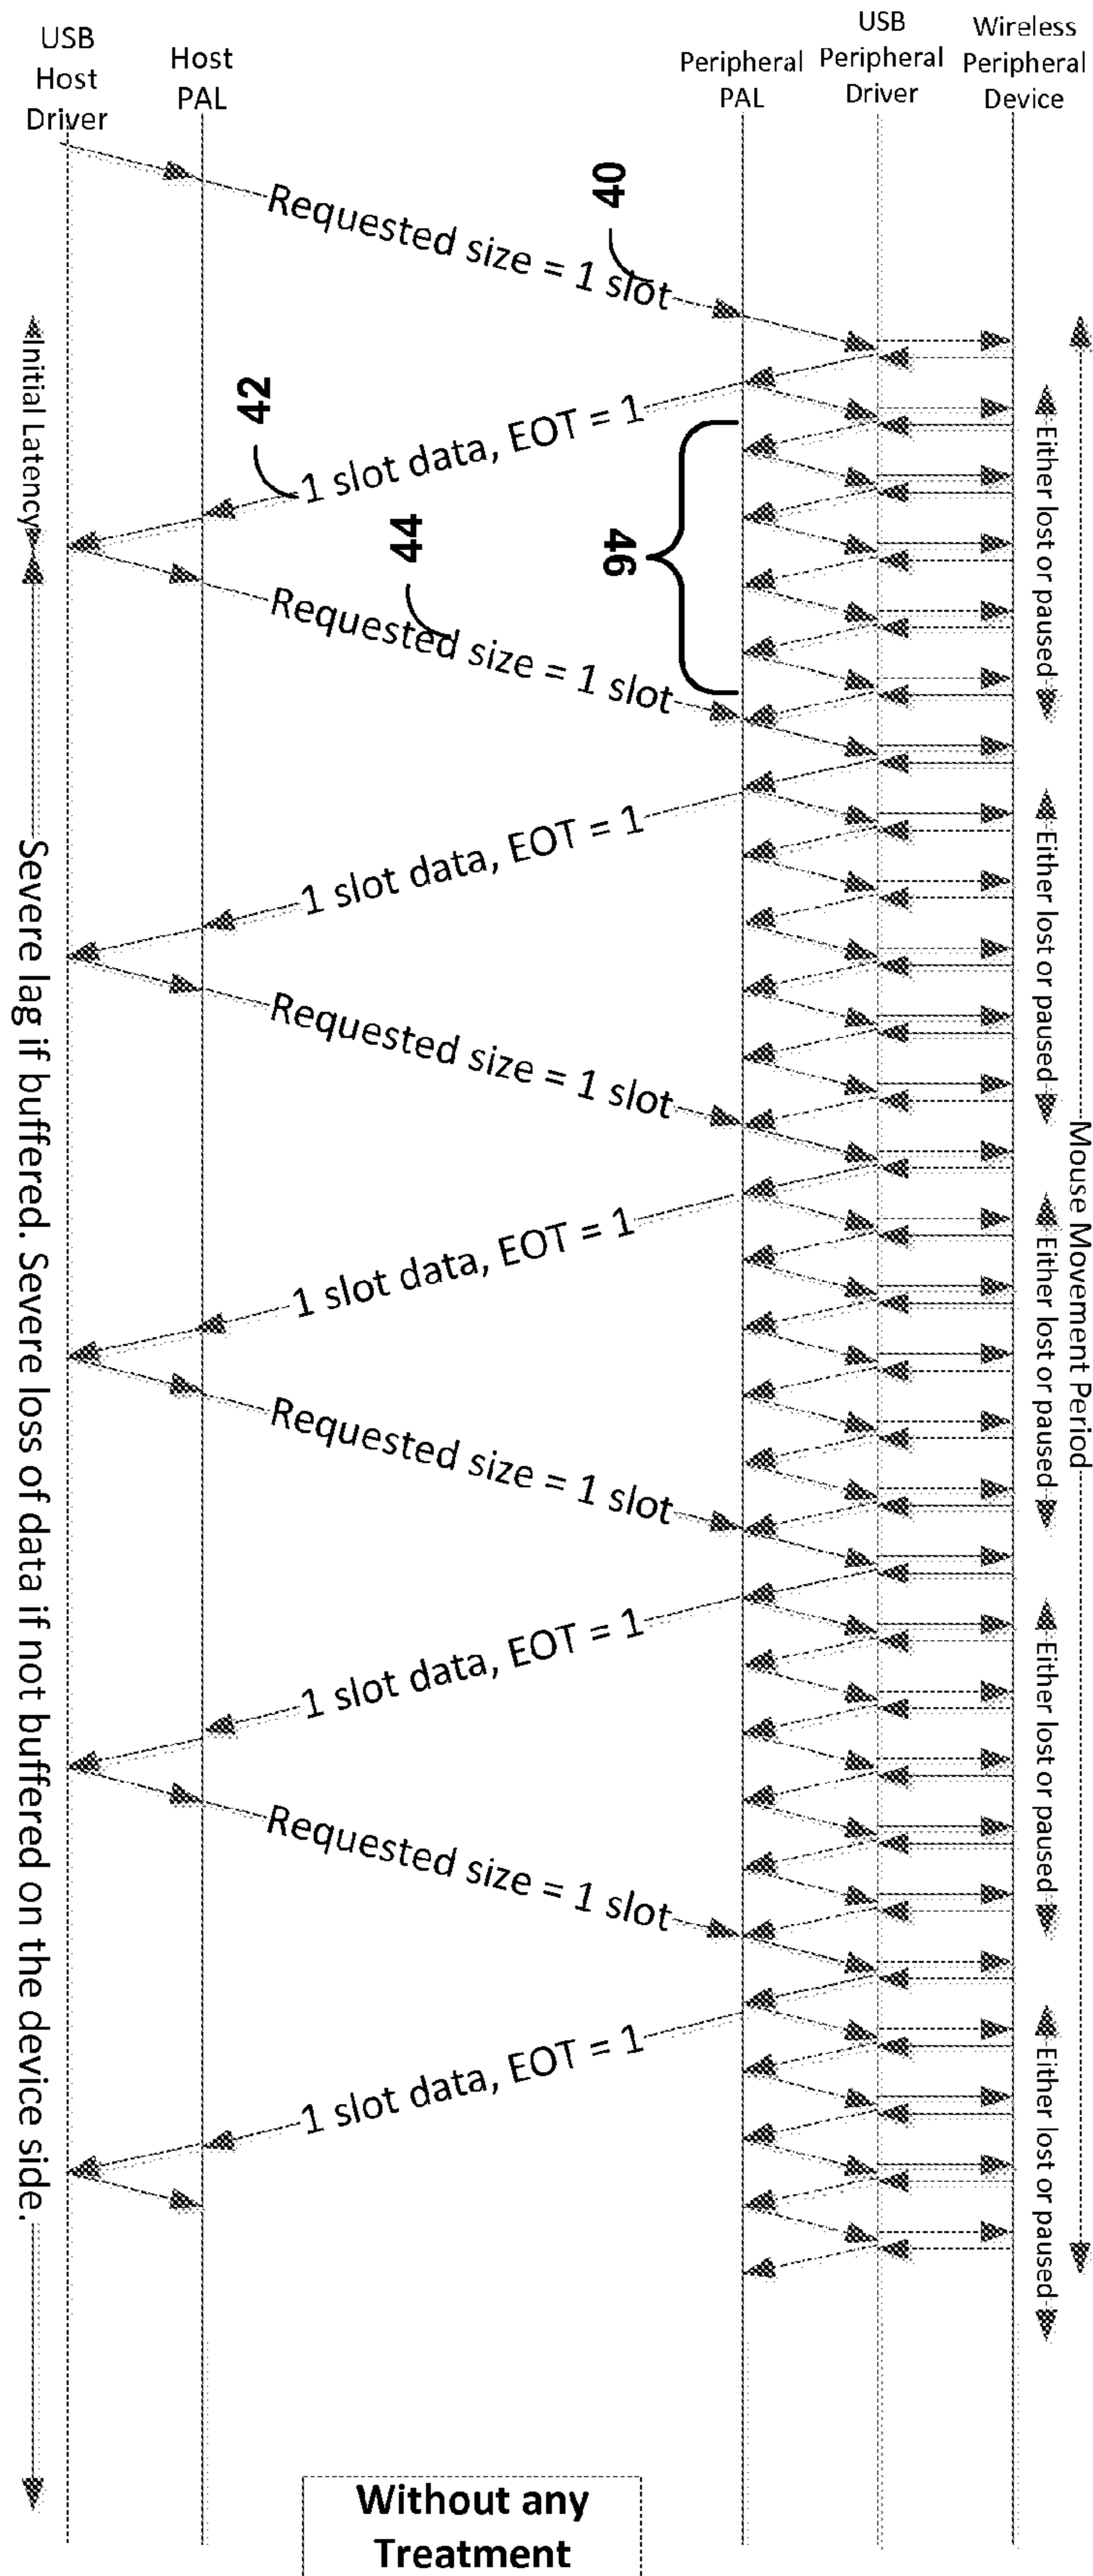 USB
Host
Driver
Host
PAL
Peripheral
PAL
USB
Peripheral
Driver
Wireless
Peripheral
Device
Requested size = 1 slot
40
Initial Latency
42
1 slot data, EOT = 1
44
Requested size = 1 slot
46
Either lost or paused
1 slot data, EOT = 1
Either lost or paused
Requested size = 1 slot
Mouse Movement Period
1 slot data, EOT = 1
Either lost or paused
Requested size = 1 slot
1 slot data, EOT = 1
Either lost or paused
Requested size = 1 slot
1 slot data, EOT = 1
Either lost or paused
Severe lag if buffered. Severe loss of data if not buffered on the device side.
Without any
Treatment